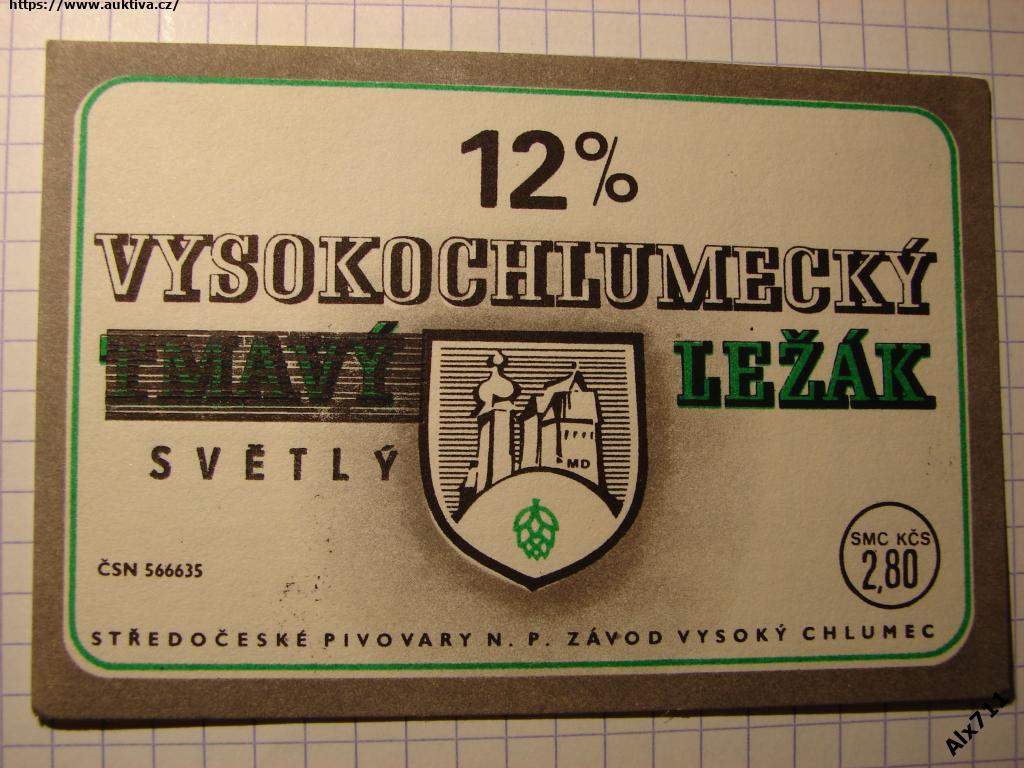 https://www.auktiva.cz/
12%
VYSOKOCHLUMECKÝ
TMAVÝ LEŽÁK
SVĚTLÝ
MD
ČSN 566635
SMC KČS
2,80
STŘEDOČESKÉ PIVOVARY N. P. ZÁVOD VYSOKÝ CHLUMEC
Alx711